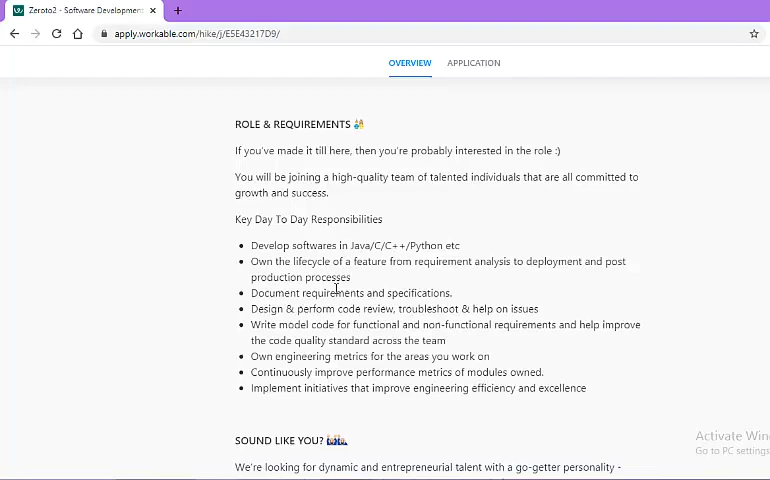 Zeroto2 - Software Developmen
apply.workable.com/hike/j/E5E43217D9/
OVERVIEW APPLICATION
ROLE & REQUIREMENTS
If you've made it till here, then you're probably interested in the role :)
You will be joining a high-quality team of talented individuals that are all committed to
growth and success.
Key Day To Day Responsibilities
Develop softwares in Java/C/C++/Python etc
Own the lifecycle of a feature from requirement analysis to deployment and post
production processes
Document requirements and specifications.
Design & perform code review, troubleshoot & help on issues
Write model code for functional and non-functional requirements and help improve
the code quality standard across the team
Own engineering metrics for the areas you work on
Continuously improve performance metrics of modules owned.
Implement initiatives that improve engineering efficiency and excellence
SOUND LIKE YOU?
We're looking for dynamic and entrepreneurial talent with a go-getter personality -
Activate Win
Go to PC settings